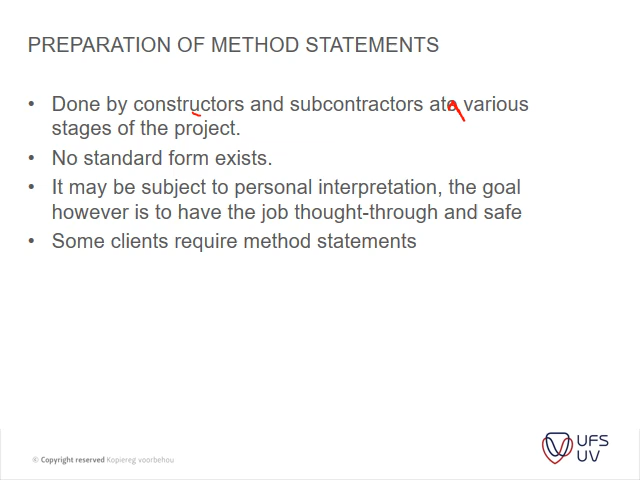 PREPARATION OF METHOD STATEMENTS
• Done by constructors and subcontractors ate various
stages of the project.
• No standard form exists.
• It may be subject to personal interpretation, the goal
however is to have the job thought-through and safe
• Some clients require method statements
© Copyright reserved Kopiereg voorbehou
UFS
UV